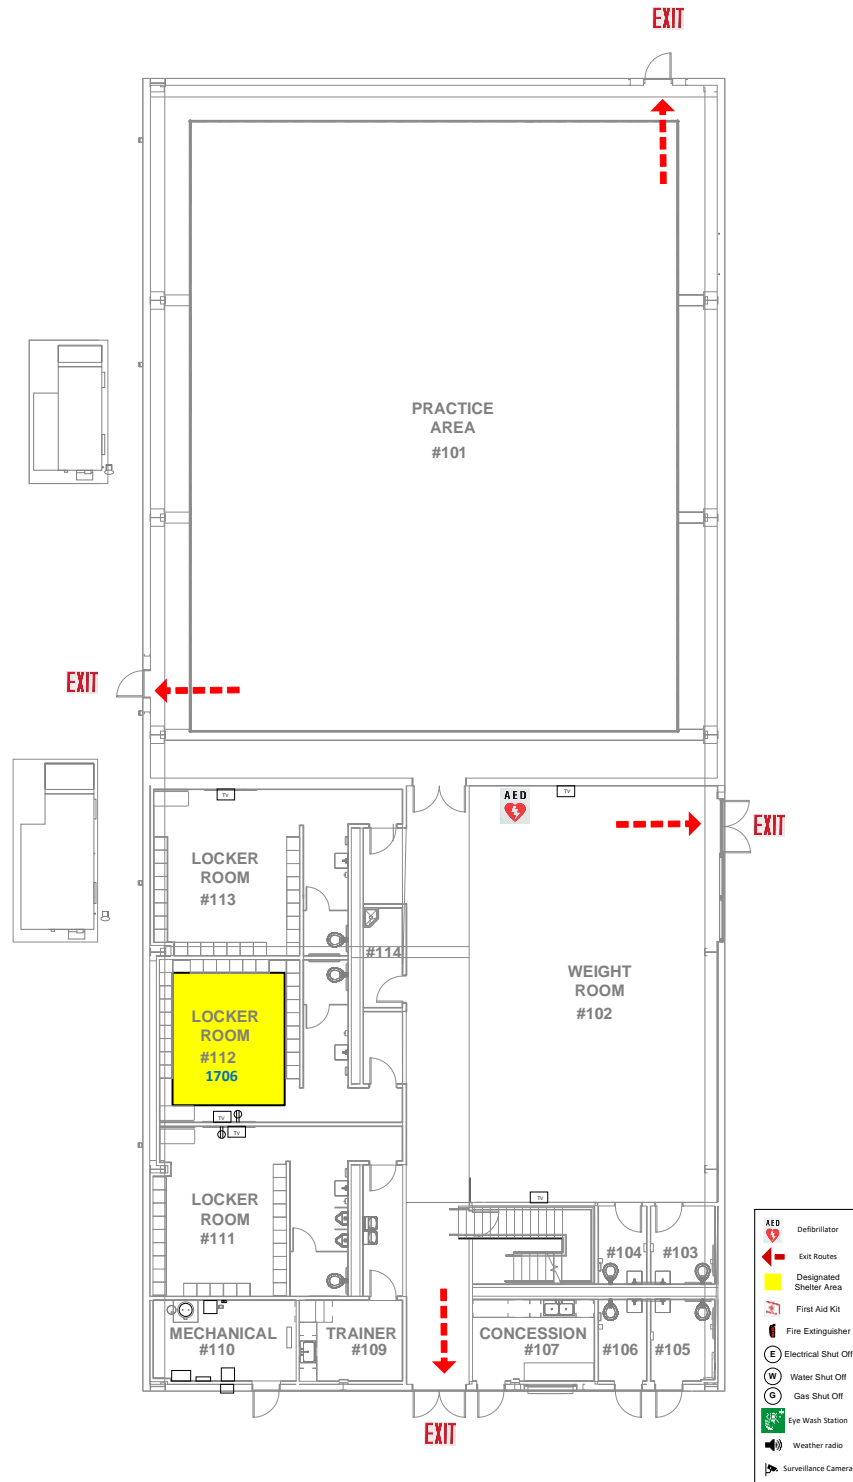 EXIT
PRACTICE
AREA
#101
EXIT
TV
AED
TV
EXIT
LOCKER
ROOM
#113
#114
WEIGHT
ROOM
#102
LOCKER
ROOM
#112
1706
TV
TV
LOCKER
ROOM
#111
TV
#104
#103
MECHANICAL
#110
TRAINER
#109
CONCESSION
#107
#106
#105
EXIT
AED
Defibrillator
Exit Routes
Designated
Shelter Area
First Aid Kit
Fire Extinguisher
E Electrical Shut Off
W Water Shut Off
G Gas Shut Off
Eye Wash Station
Weather radio
Surveillance Camera